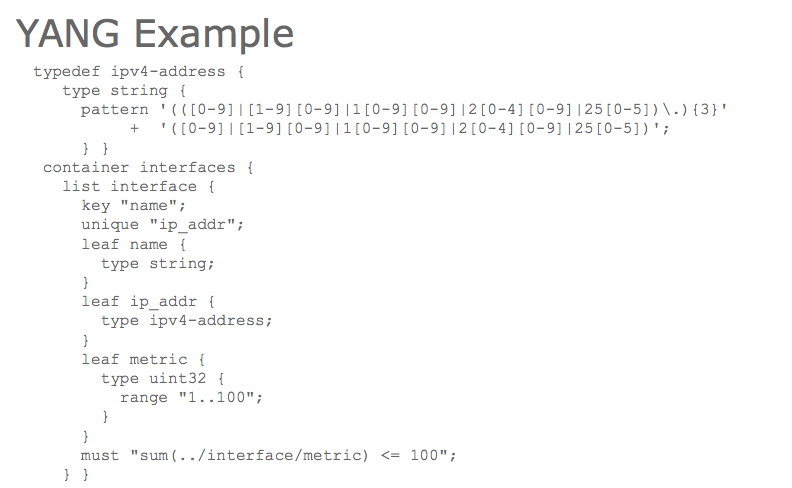 YANG Example
typedef ipv4-address {
type string {
pattern '(([0-9]|[1-9][0-9]|1[0-9][0-9]|2[0-4][0-9]|25[0-5])\.){3}'
+ '([0-9]|[1-9][0-9]|1[0-9][0-9]|2[0-4][0-9]|25[0-5])';
} }
container interfaces {
list interface {
key "name";
unique "ip_addr";
leaf name {
type string;
}
leaf ip_addr {
type ipv4-address;
}
leaf metric {
type uint32 {
range "1..100";
}
}
must "sum(../interface/metric) <= 100";
} }